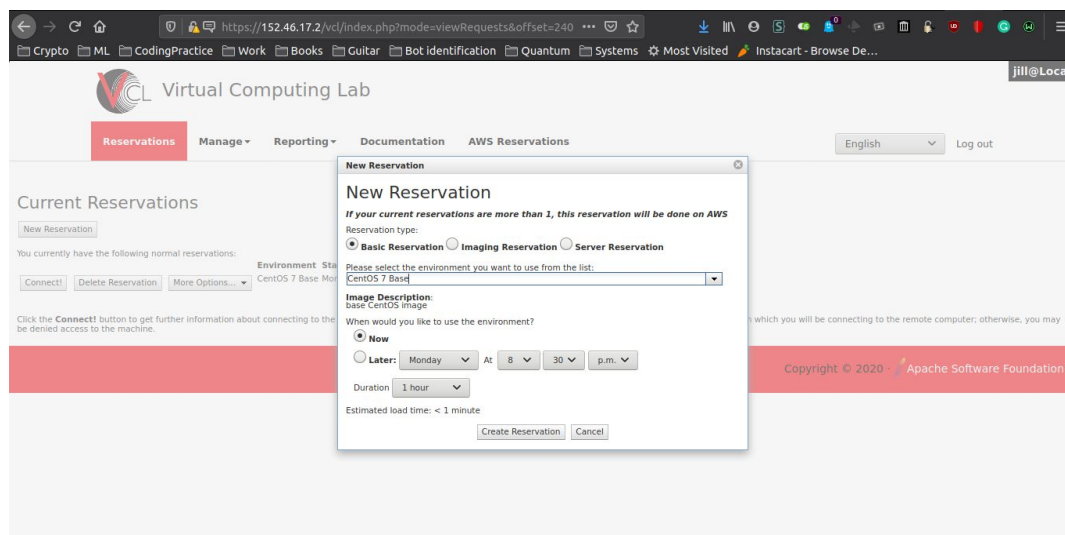 https://152.46.17.2/vcl/index.php?mode=viewRequests&offset=240
Crypto ML CodingPractice Work Books Guitar Bot identification Quantum Systems Most Visited Instacart - Browse De...
jill@Loca
VCL Virtual Computing Lab
Reservations Manage Reporting Documentation AWS Reservations English Log out
New Reservation
Current Reservations
New Reservation
You currently have the following normal reservations:
Environment Sta
Connect! Delete Reservation More Options... CentOS 7 Base Mor
Click the Connect! button to get further information about connecting to the
be denied access to the machine.
n which you will be connecting to the remote computer; otherwise, you may
New Reservation
If your current reservations are more than 1, this reservation will be done on AWS
Reservation type:
Basic Reservation Imaging Reservation Server Reservation
Please select the environment you want to use from the list:
CentOS 7 Base
Image Description:
base CentOS image
When would you like to use the environment?
Now
Later: Monday At 8 30 p.m.
Duration 1 hour
Estimated load time: < 1 minute
Create Reservation Cancel
Copyright © 2020 - Apache Software Foundation